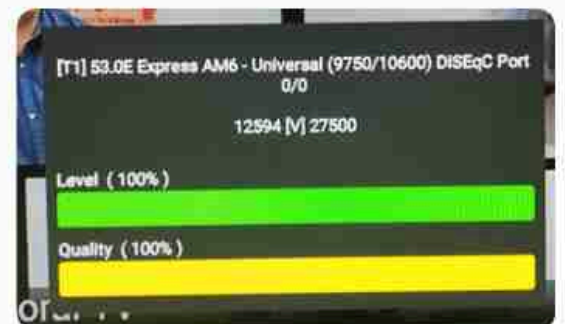 [T1] 53.0E Express AM6 - Universal (9750/10600) DiSEqC Port
0/0
12594 [V] 27500
Level ( 100% )
Quality ( 100% )